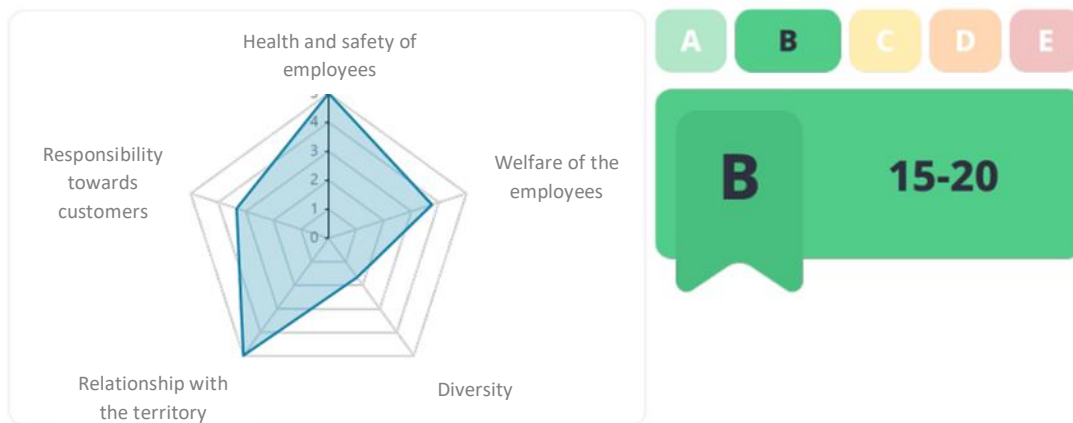 Health and safety of
employees
5
4
3
2
1
0
Responsibility
towards
customers
Welfare of the
employees
Relationship with
the territory
Diversity
A B C D E
B 15-20